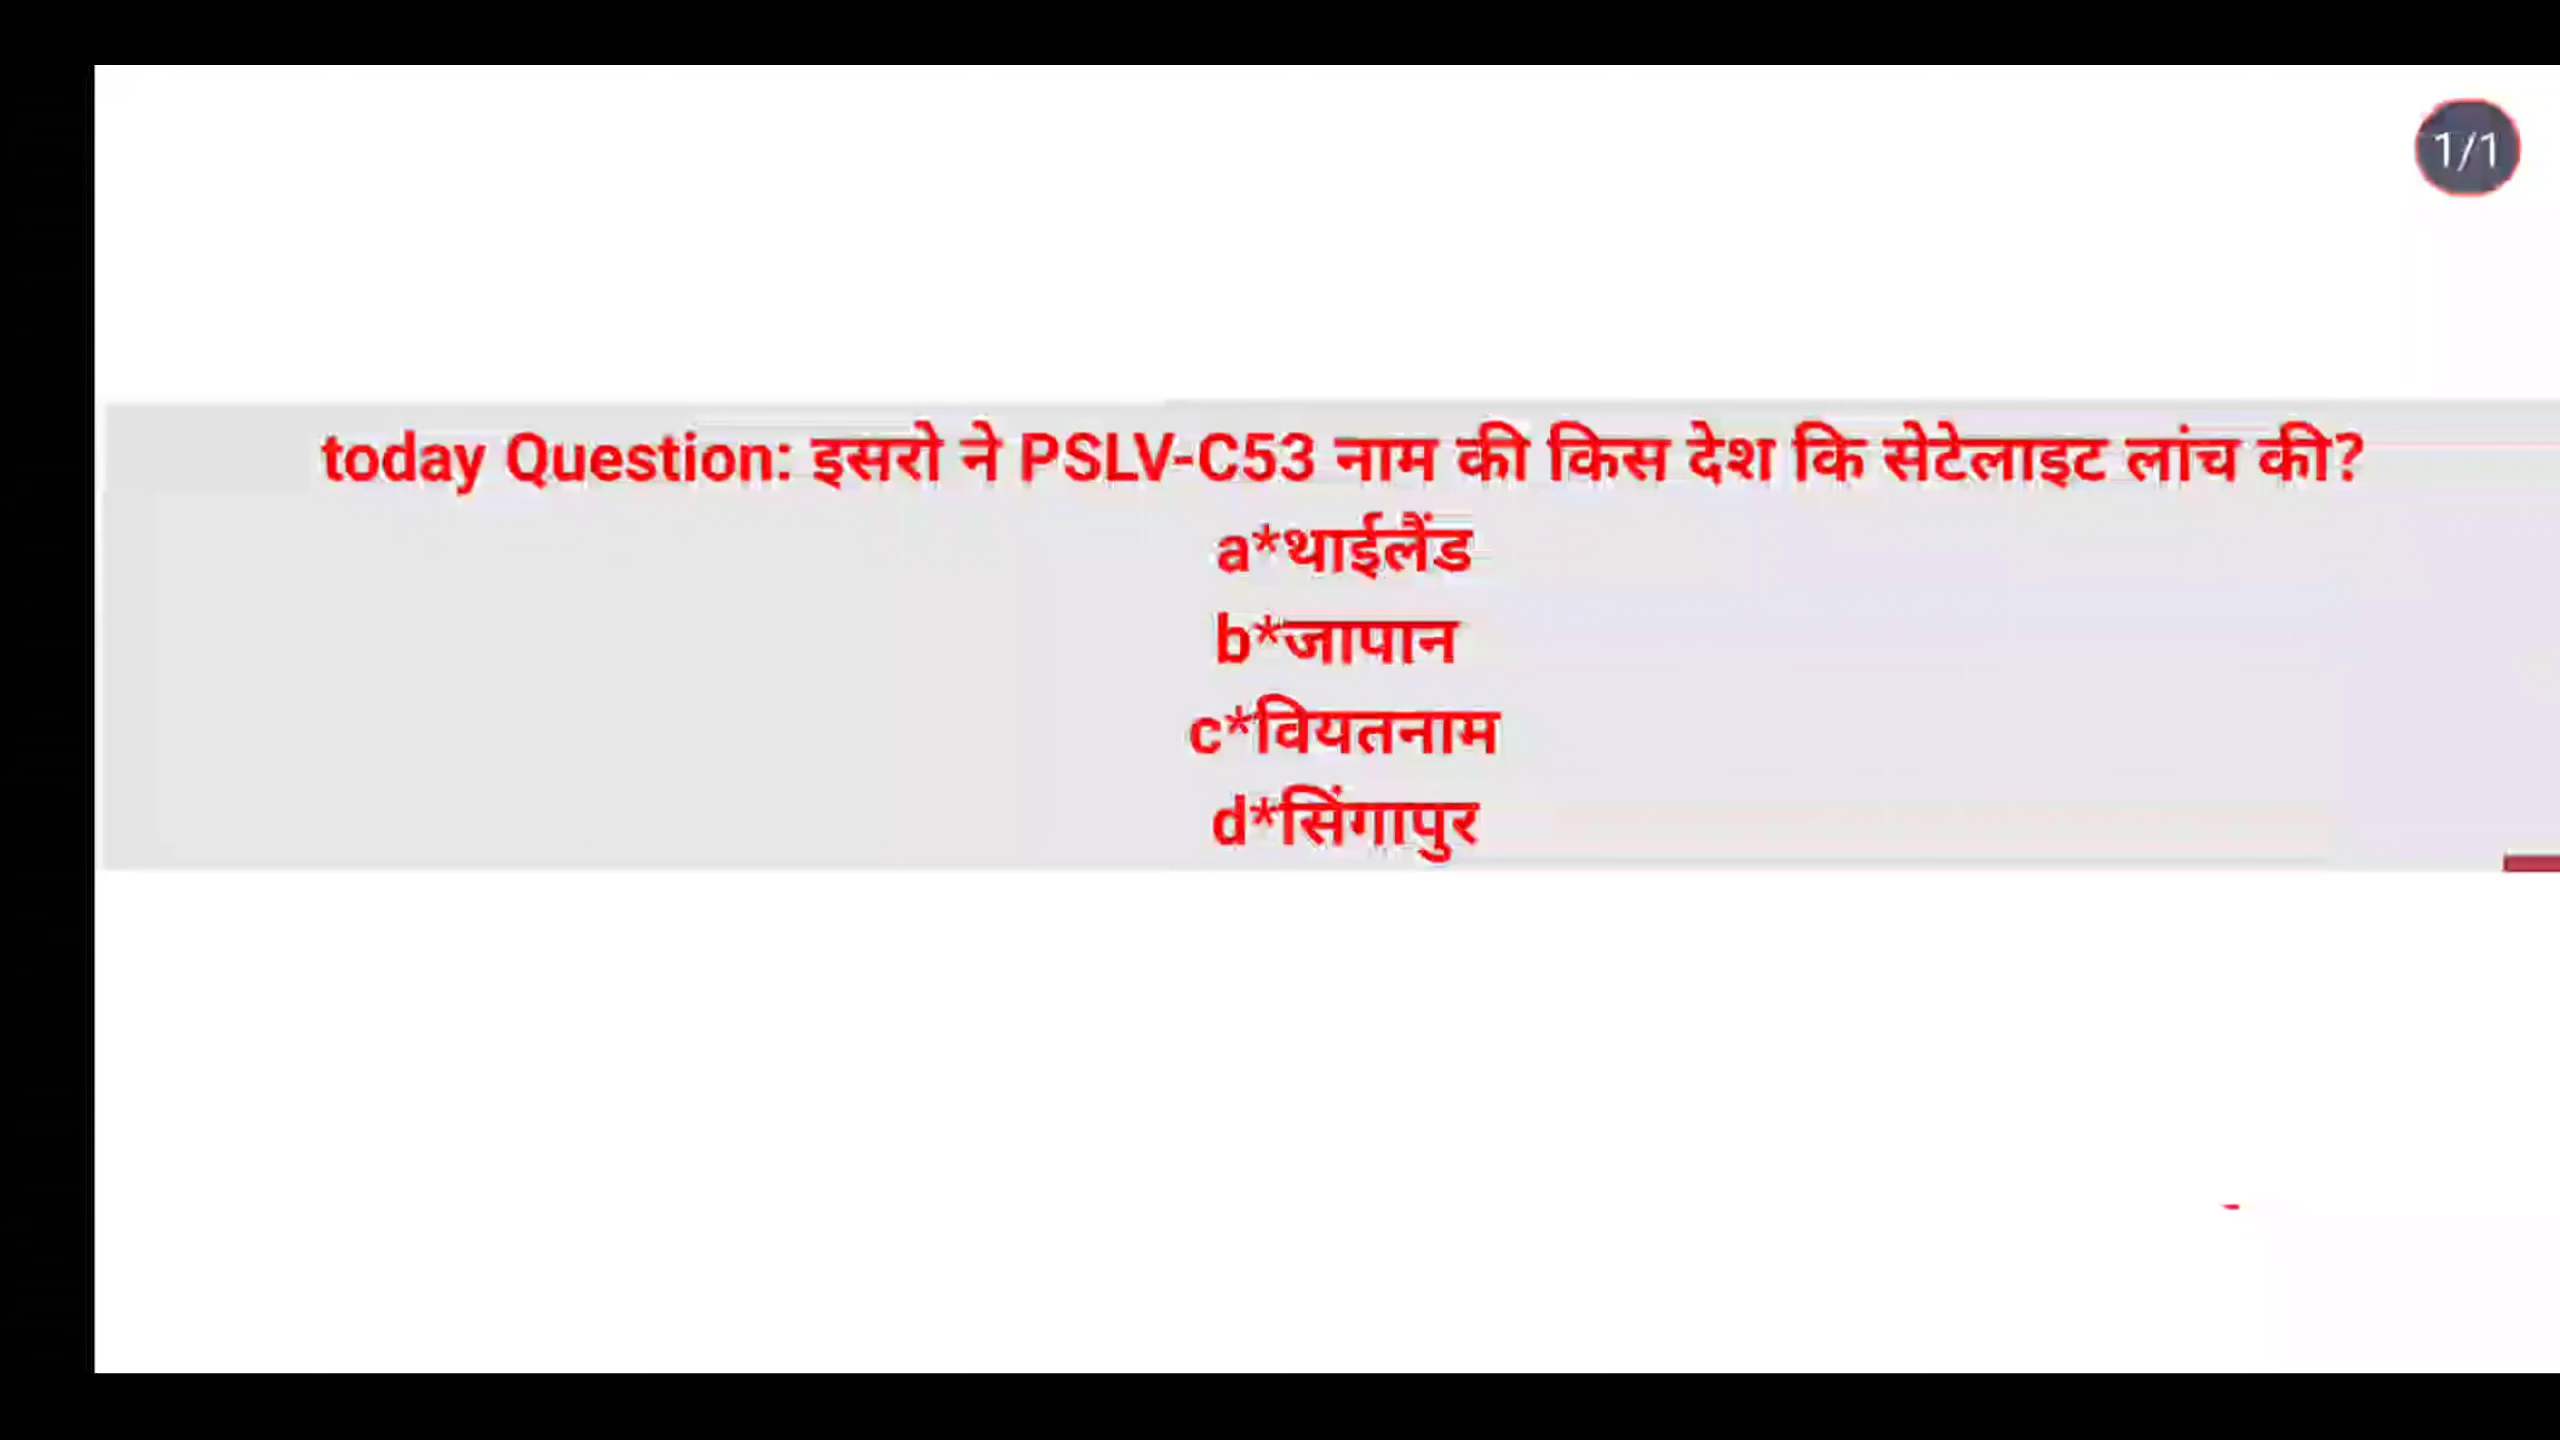 1/1
today Question: इसरो ने PSLV-C53 नाम की किस देश कि सेटेलाइट लांच की?
a*थाईलैंड
b*जापान
c*वियतनाम
d*सिंगापुर